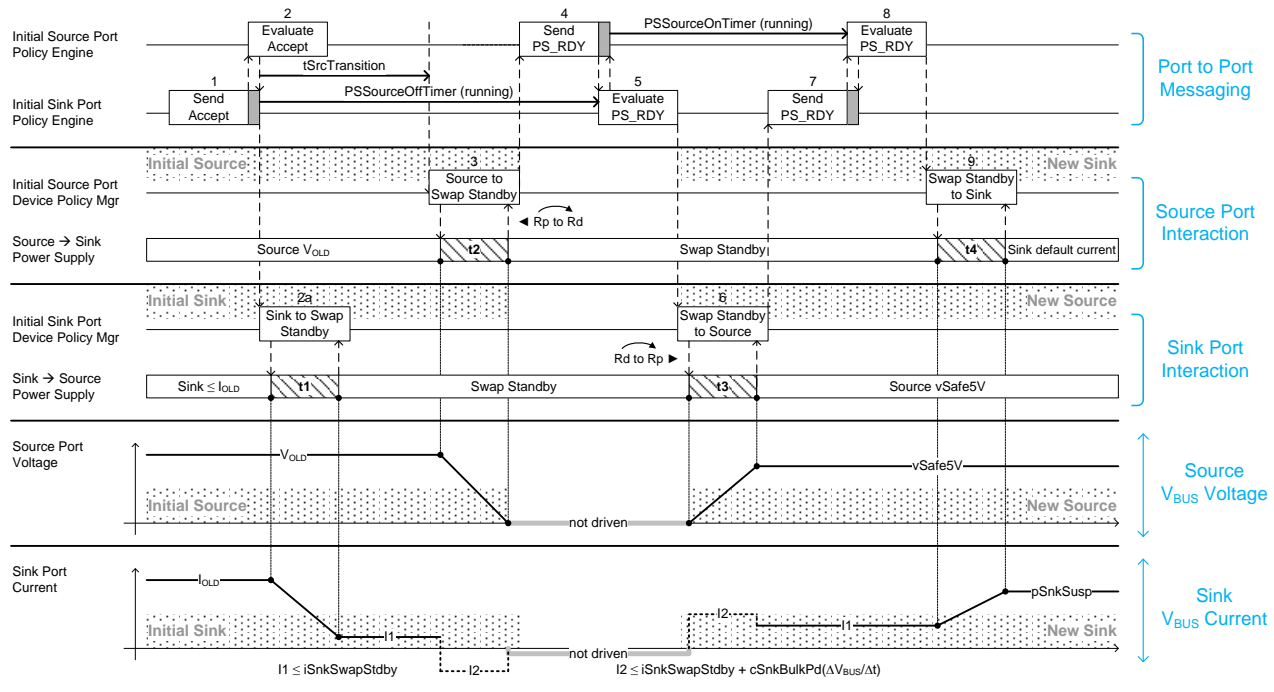 2
4
8
Initial Source Port
Policy Engine
Evaluate
Accept
Send
PS_RDY
PSSourceOnTimer (running)
Evaluate
PS_RDY
tSrcTransition
1
5
7
Port to Port
Messaging
Initial Sink Port
Policy Engine
Send
Accept
PSSourceOffTimer (running)
Evaluate
PS_RDY
Send
PS_RDY
Initial Source
New Sink
3
9
Initial Source Port
Device Policy Mgr
Source to
Swap Standby
Swap Standby
to Sink
◄ Rp to Rd
Source Port
Interaction
Source → Sink
Power Supply
Source VOLD
t2
Swap Standby
t4
Sink default current
Initial Sink
New Source
2a
6
Initial Sink Port
Device Policy Mgr
Sink to Swap
Standby
Swap Standby
to Source
Rd to Rp ►
Sink Port
Interaction
Sink → Source
Power Supply
Sink ≤ IOLD
t1
Swap Standby
t3
Source vSafe5V
Source Port
Voltage
VOLD
vSafe5V
Initial Source
New Source
not driven
Source
VBUS Voltage
Sink Port
Current
IOLD
pSnkSusp
I2
Initial Sink
I1
I1
New Sink
not driven
I2
I1 ≤ iSnkSwapStdby
I2 ≤ iSnkSwapStdby + cSnkBulkPd(ΔVBUS/Δt)
Sink
VBUS Current